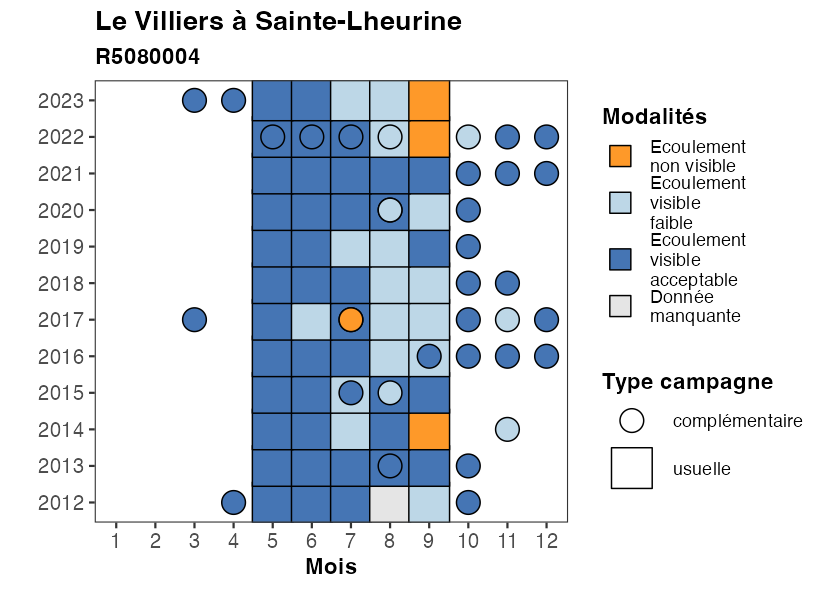 Le Villiers à Sainte-Lheurine
R5080004
2023
2022
2021
2020
2019
2018
2017
2016
2015
2014
2013
2012
1 2 3 4 5 6 7 8 9 10 11 12
Mois
Modalités
Ecoulement
non visible
Ecoulement
visible
faible
Ecoulement
visible
acceptable
Donnée
manquante
Type campagne
complémentaire
usuelle